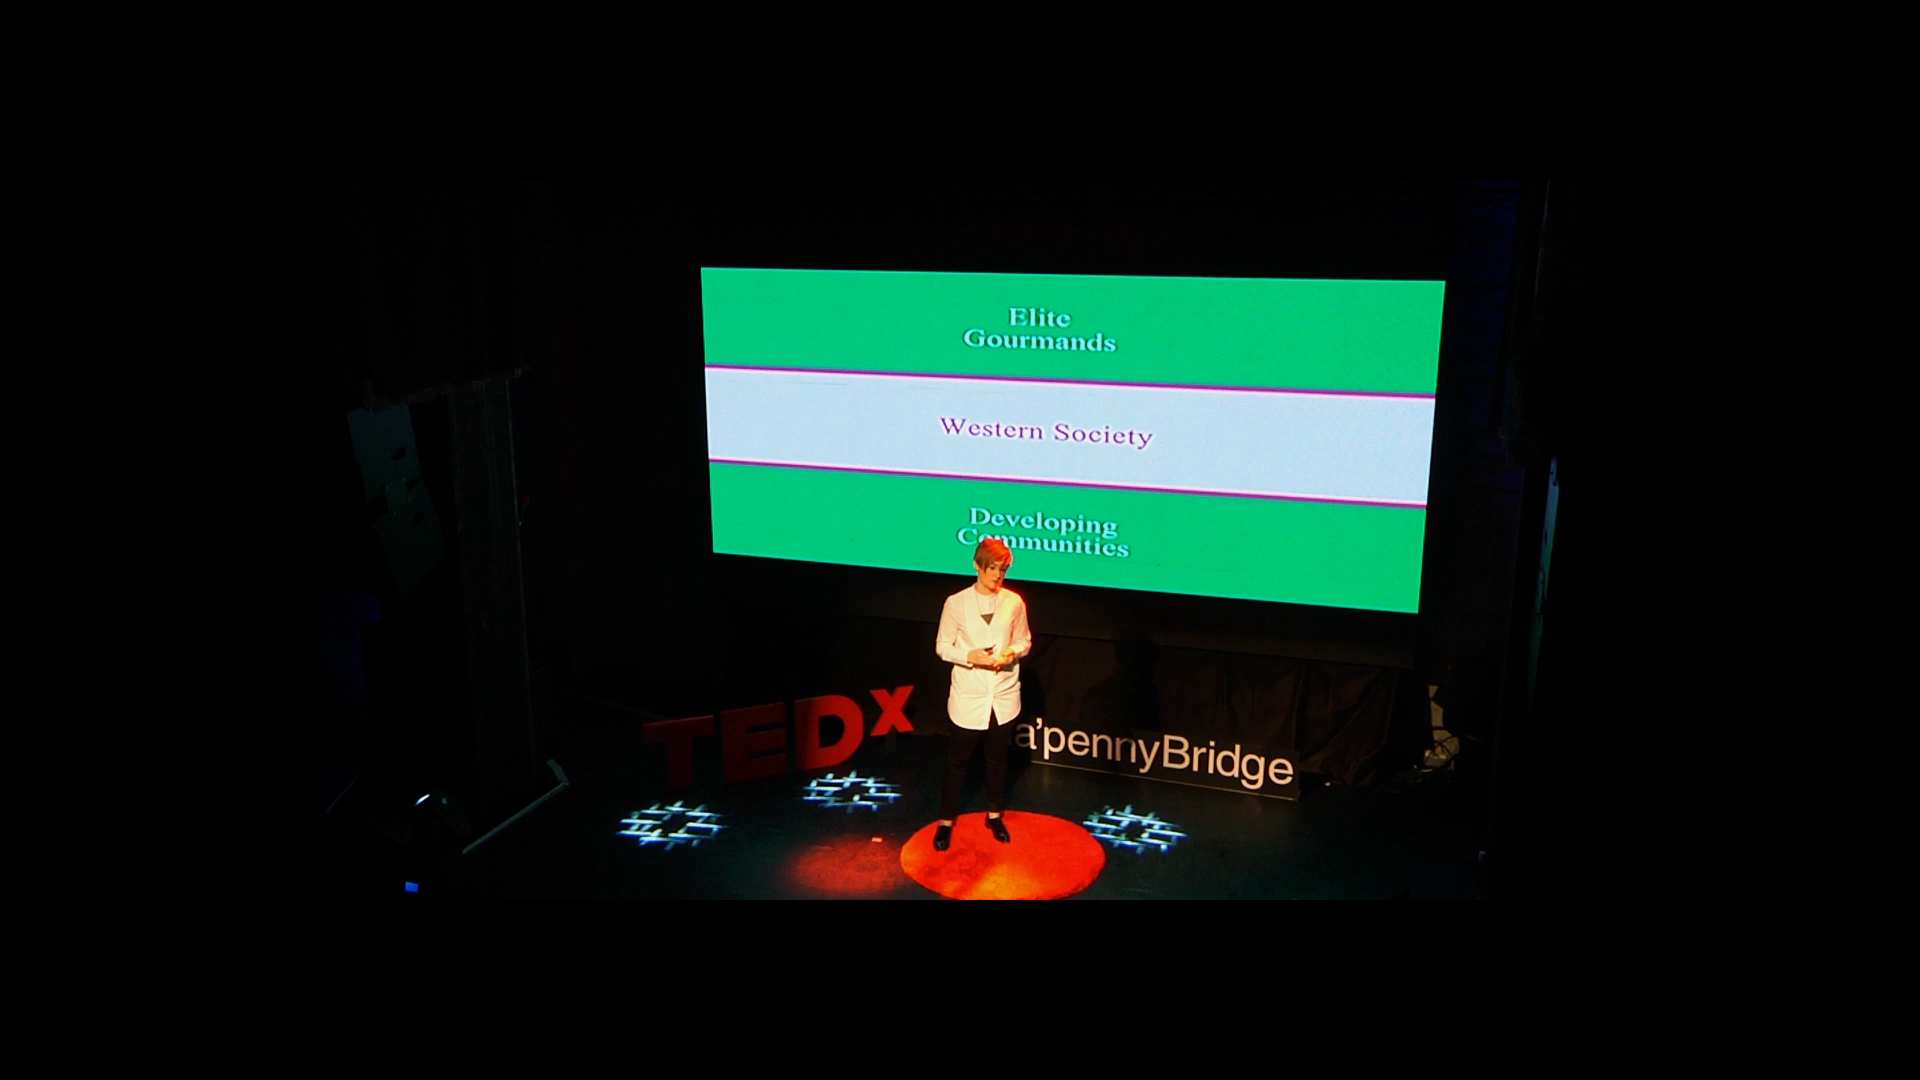 Elite
Gourmands
Western Society
Developing
Communities
TEDx
a'pennyBridge